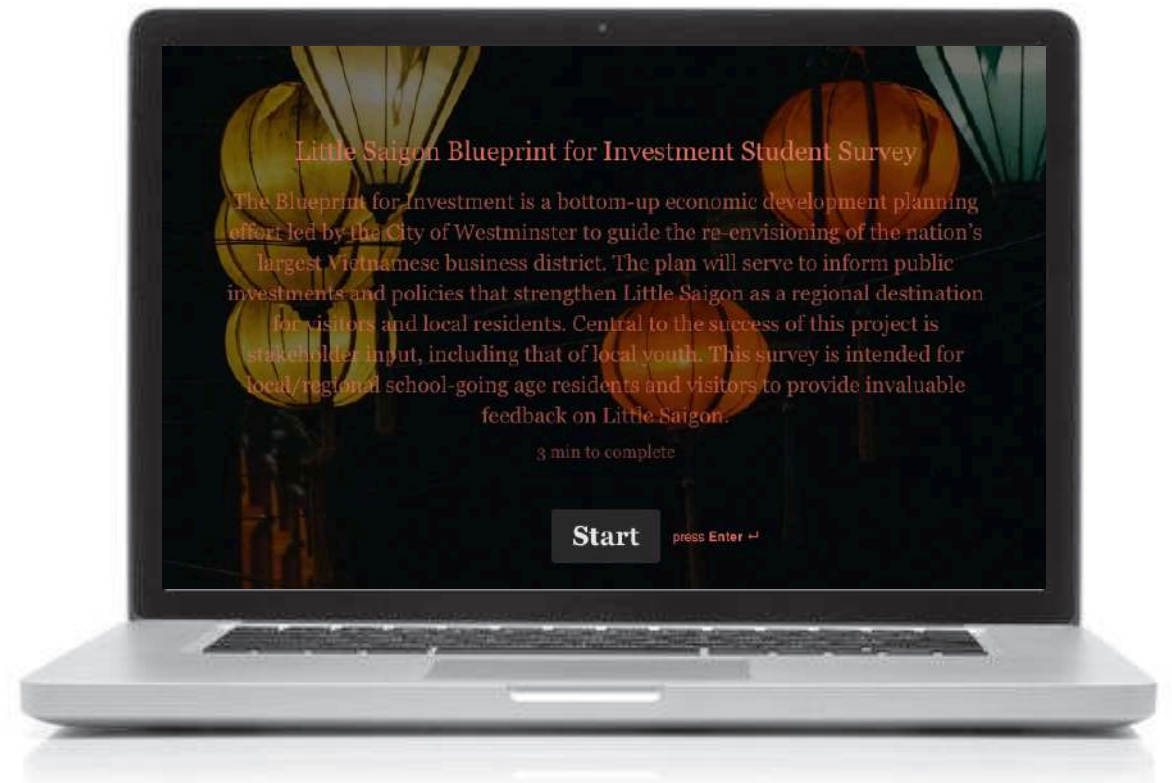 Little Saigon Blueprint for Investment Student Survey
The Blueprint for Investment is a bottom-up economic development planning
effort led by the City of Westminster to guide the re-envisioning of the nation's
largest Vietnamese business district. The plan will serve to inform public
investments and policies that strengthen Little Saigon as a regional destination
for visitors and local residents. Central to the success of this project is
stakeholder input, including that of local youth. This survey is intended for
local/regional school-going age residents and visitors to provide invaluable
feedback on Little Saigon.
3 min to complete
Start press Enter ↵